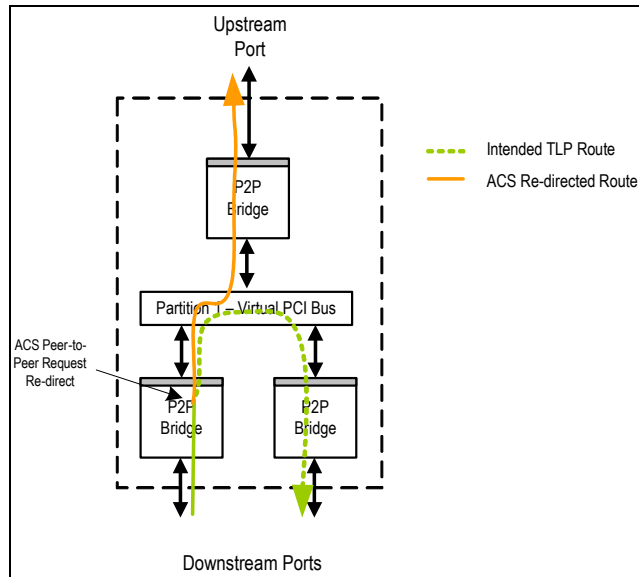 Upstream
Port
Intended TLP Route
ACS Re-directed Route
P2P
Bridge
Partition 1 – Virtual PCI Bus
ACS Peer-to-
Peer Request
Re-direct
P2P
Bridge
P2P
Bridge
Downstream Ports